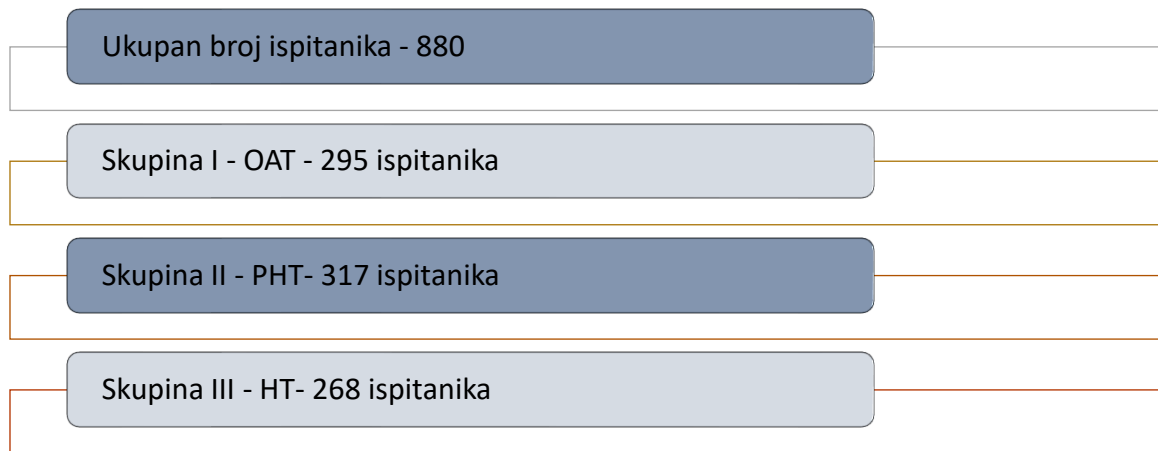 Ukupan broj ispitanika - 880
Skupina I - OAT - 295 ispitanika
Skupina II - PHT- 317 ispitanika
Skupina III - HT- 268 ispitanika